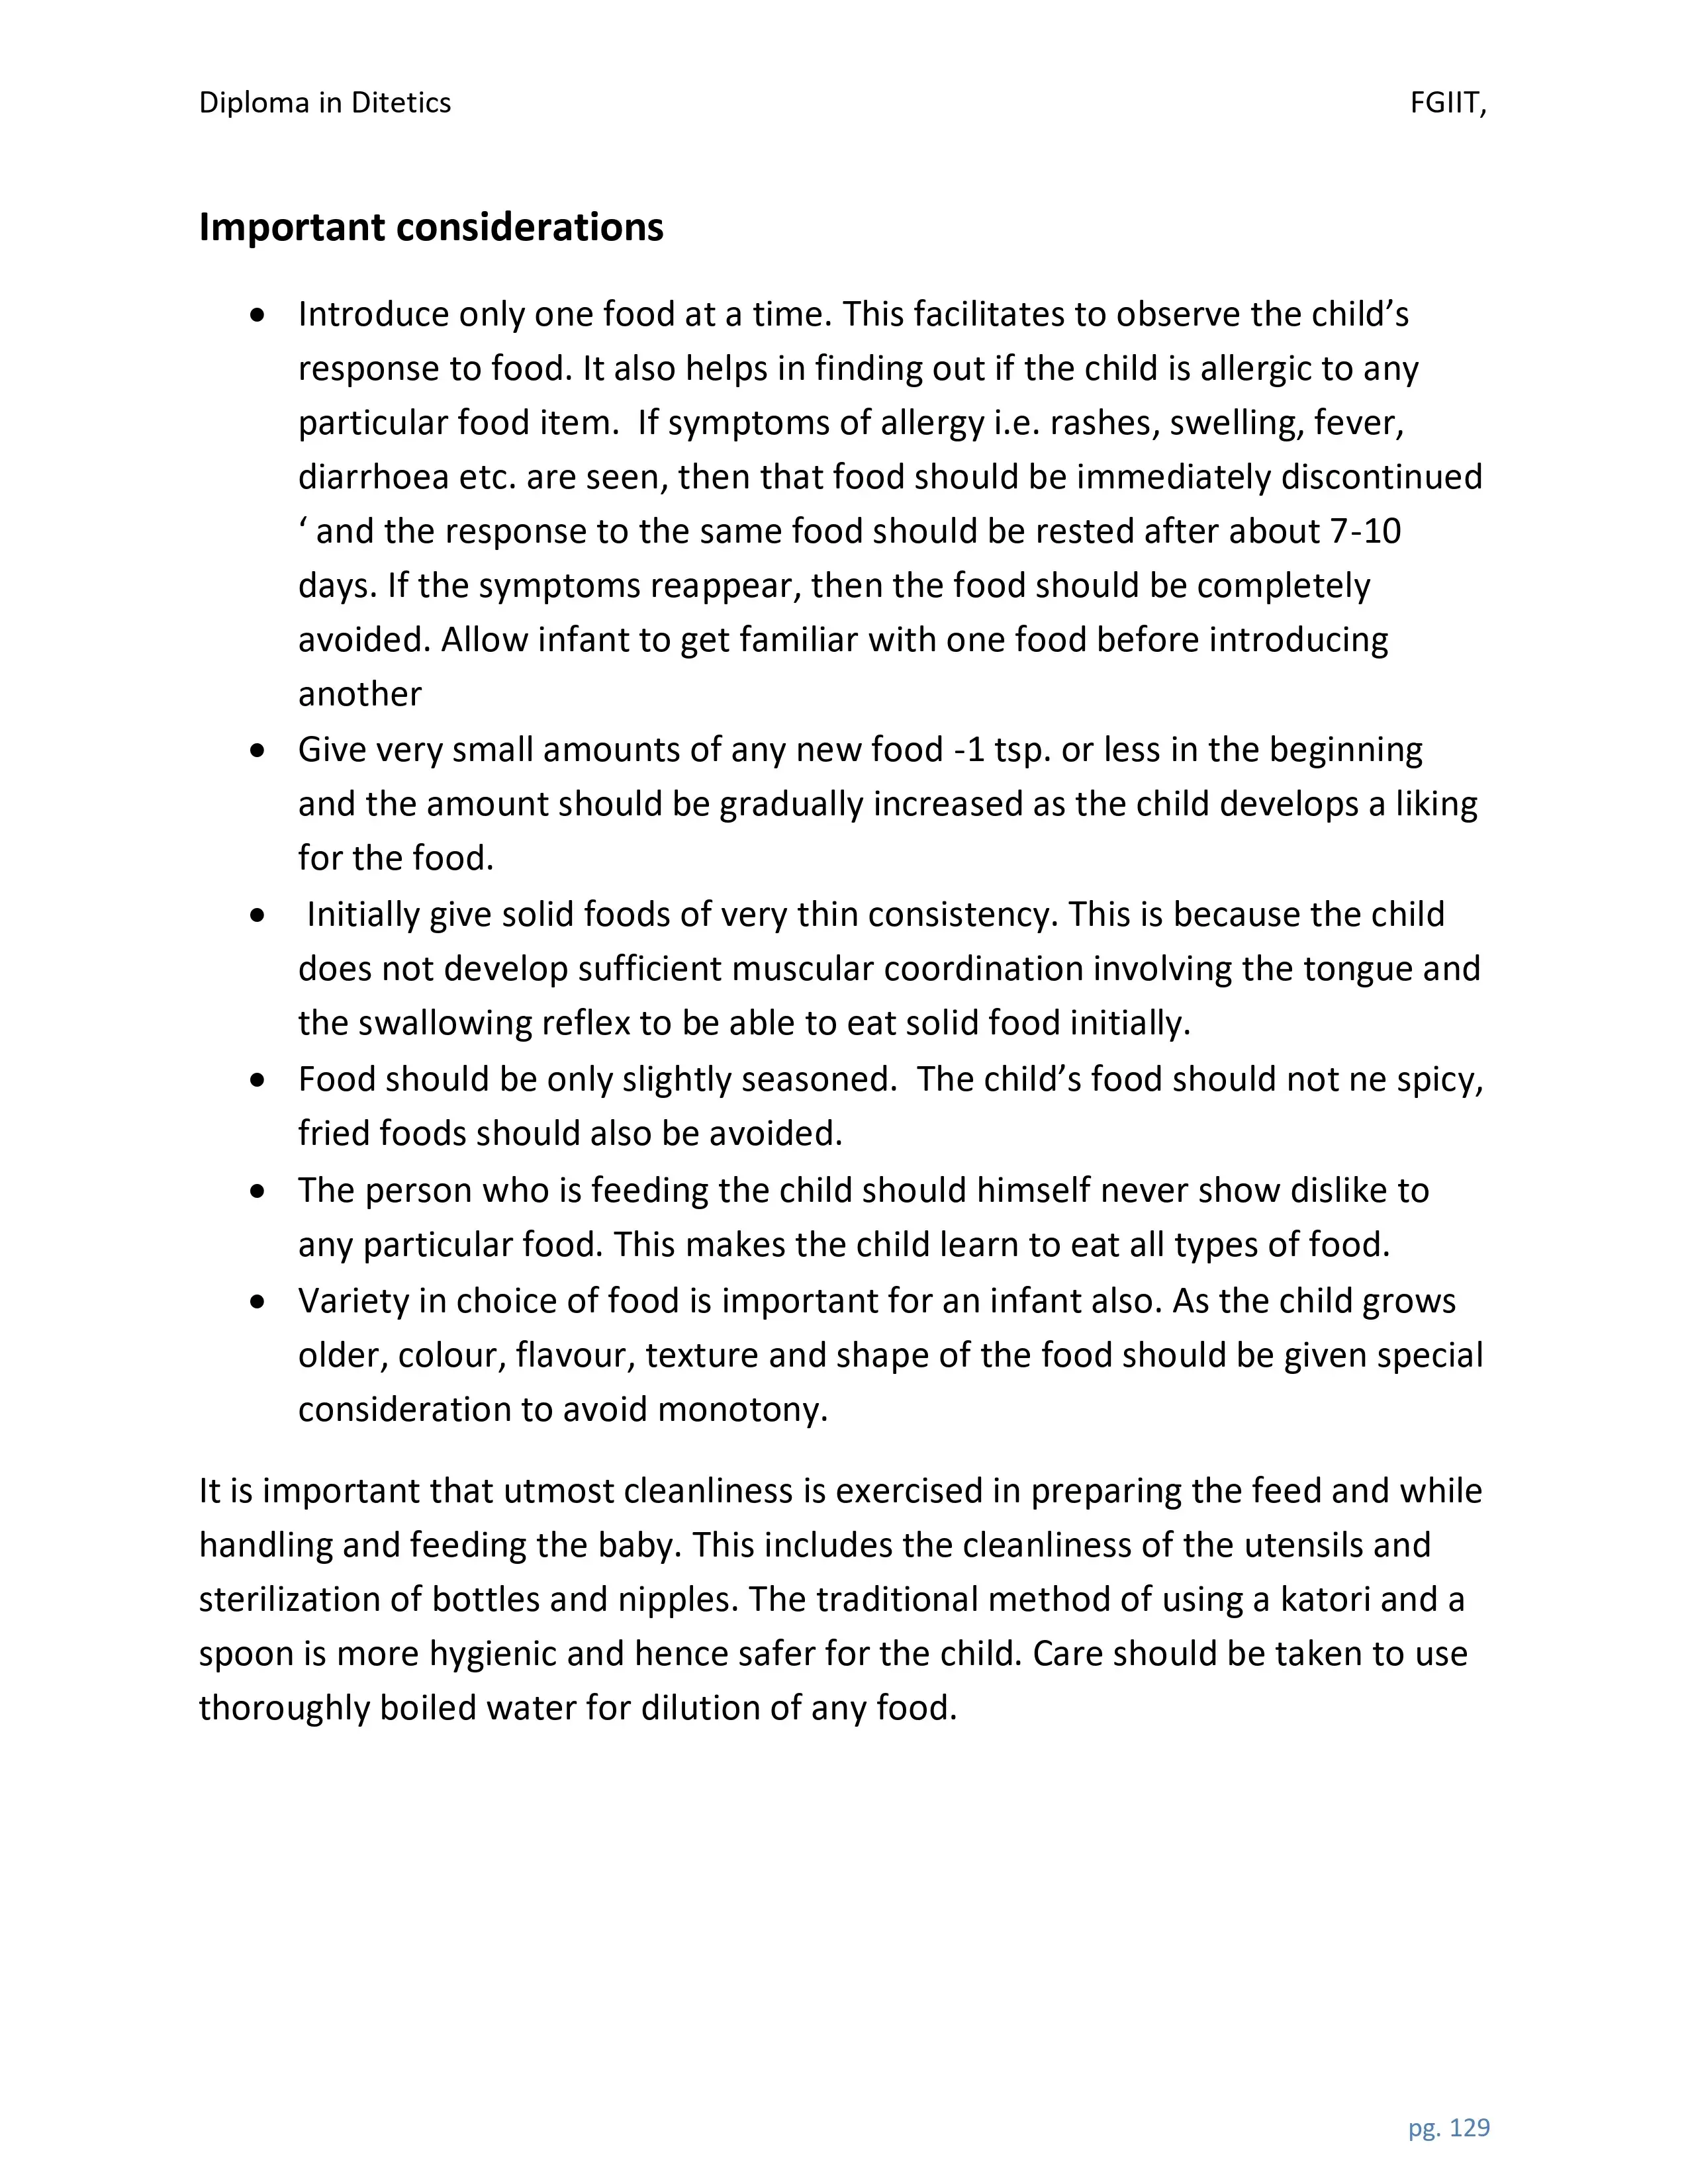 Diploma in Ditetics FGIIT,
Important considerations
• Introduce only one food at a time. This facilitates to observe the child’s
response to food. It also helps in finding out if the child is allergic to any
particular food item.  If symptoms of allergy i.e. rashes, swelling, fever,
diarrhoea etc. are seen, then that food should be immediately discontinued
‘ and the response to the same food should be rested after about 7-10
days. If the symptoms reappear, then the food should be completely
avoided. Allow infant to get familiar with one food before introducing
another
• Give very small amounts of any new food -1 tsp. or less in the beginning
and the amount should be gradually increased as the child develops a liking
for the food.
• Initially give solid foods of very thin consistency. This is because the child
does not develop sufficient muscular coordination involving the tongue and
the swallowing reflex to be able to eat solid food initially.
• Food should be only slightly seasoned.  The child’s food should not ne spicy,
fried foods should also be avoided.
• The person who is feeding the child should himself never show dislike to
any particular food. This makes the child learn to eat all types of food.
• Variety in choice of food is important for an infant also. As the child grows
older, colour, flavour, texture and shape of the food should be given special
consideration to avoid monotony.
It is important that utmost cleanliness is exercised in preparing the feed and while
handling and feeding the baby. This includes the cleanliness of the utensils and
sterilization of bottles and nipples. The traditional method of using a katori and a
spoon is more hygienic and hence safer for the child. Care should be taken to use
thoroughly boiled water for dilution of any food.
pg. 129